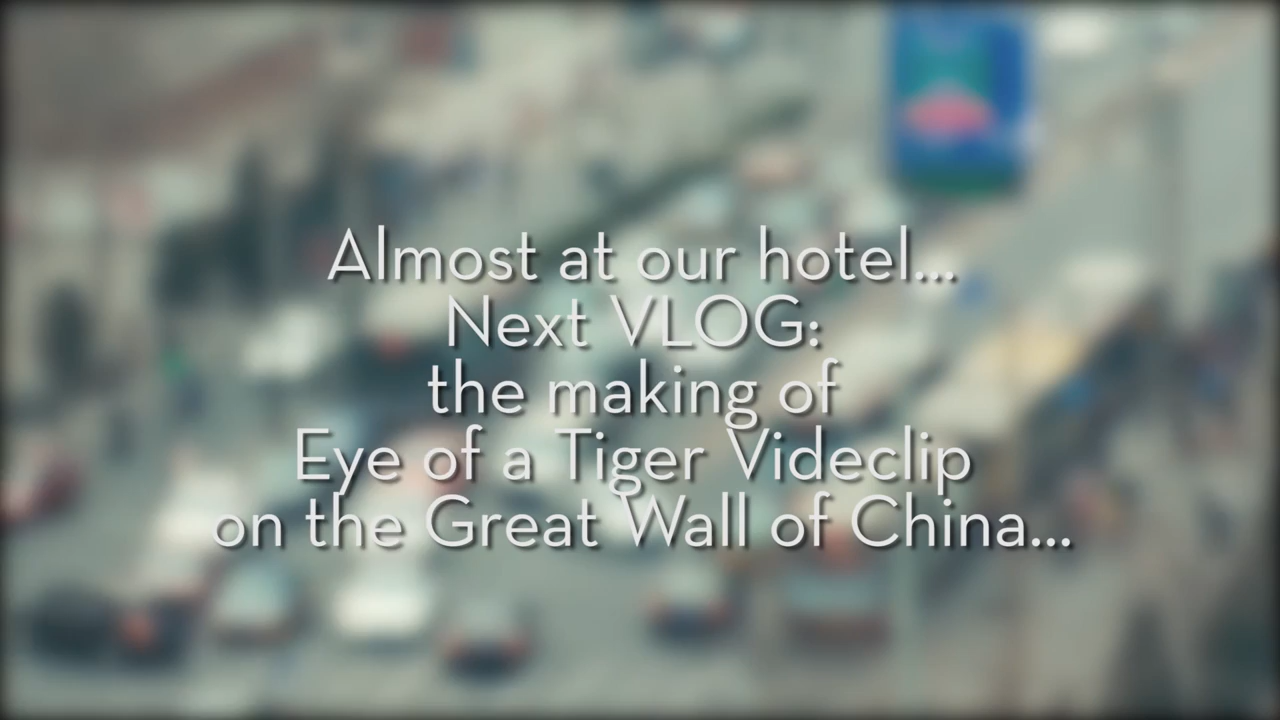 Almost at our hotel...
Next VLOG:
the making of
Eye of a Tiger Videclip
on the Great Wall of China...